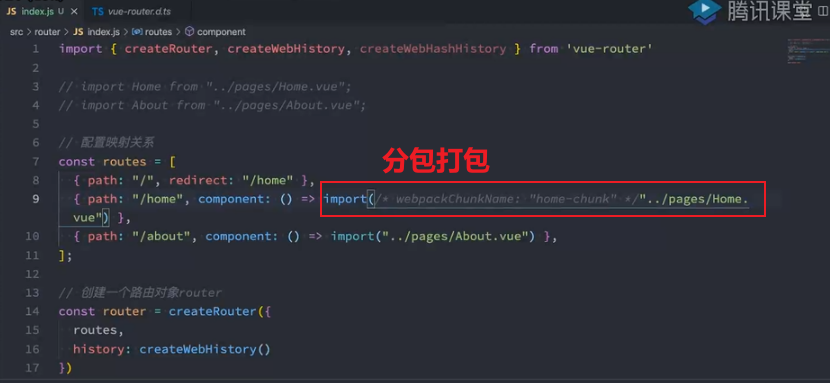 JS index.js U
TS vue-router.d.ts
腾讯课堂
src > router > JS index.js > routes > component
1 import { createRouter, createWebHistory, createWebHashHistory } from 'vue-router'
2
3 // import Home from "../pages/Home.vue";
4 // import About from "../pages/About.vue";
5
6 // 配置映射关系
分包打包
7 const routes = [
8 { path: "/", redirect: "/home" },
9 { path: "/home", component: () => import(/* webpackChunkName: "home-chunk" */"../pages/Home.
vue") },
10 { path: "/about", component: () => import("../pages/About.vue") },
11 ];
12
13 // 创建一个路由对象router
14 const router = createRouter({
15 routes,
16 history: createWebHistory()
17 })